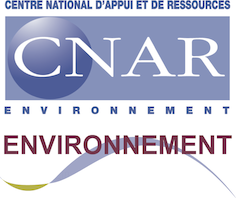 CENTRE NATIONAL D'APPUI ET DE RESSOURCES
CNAR
ENVIRONNEMENT
ENVIRONNEMENT